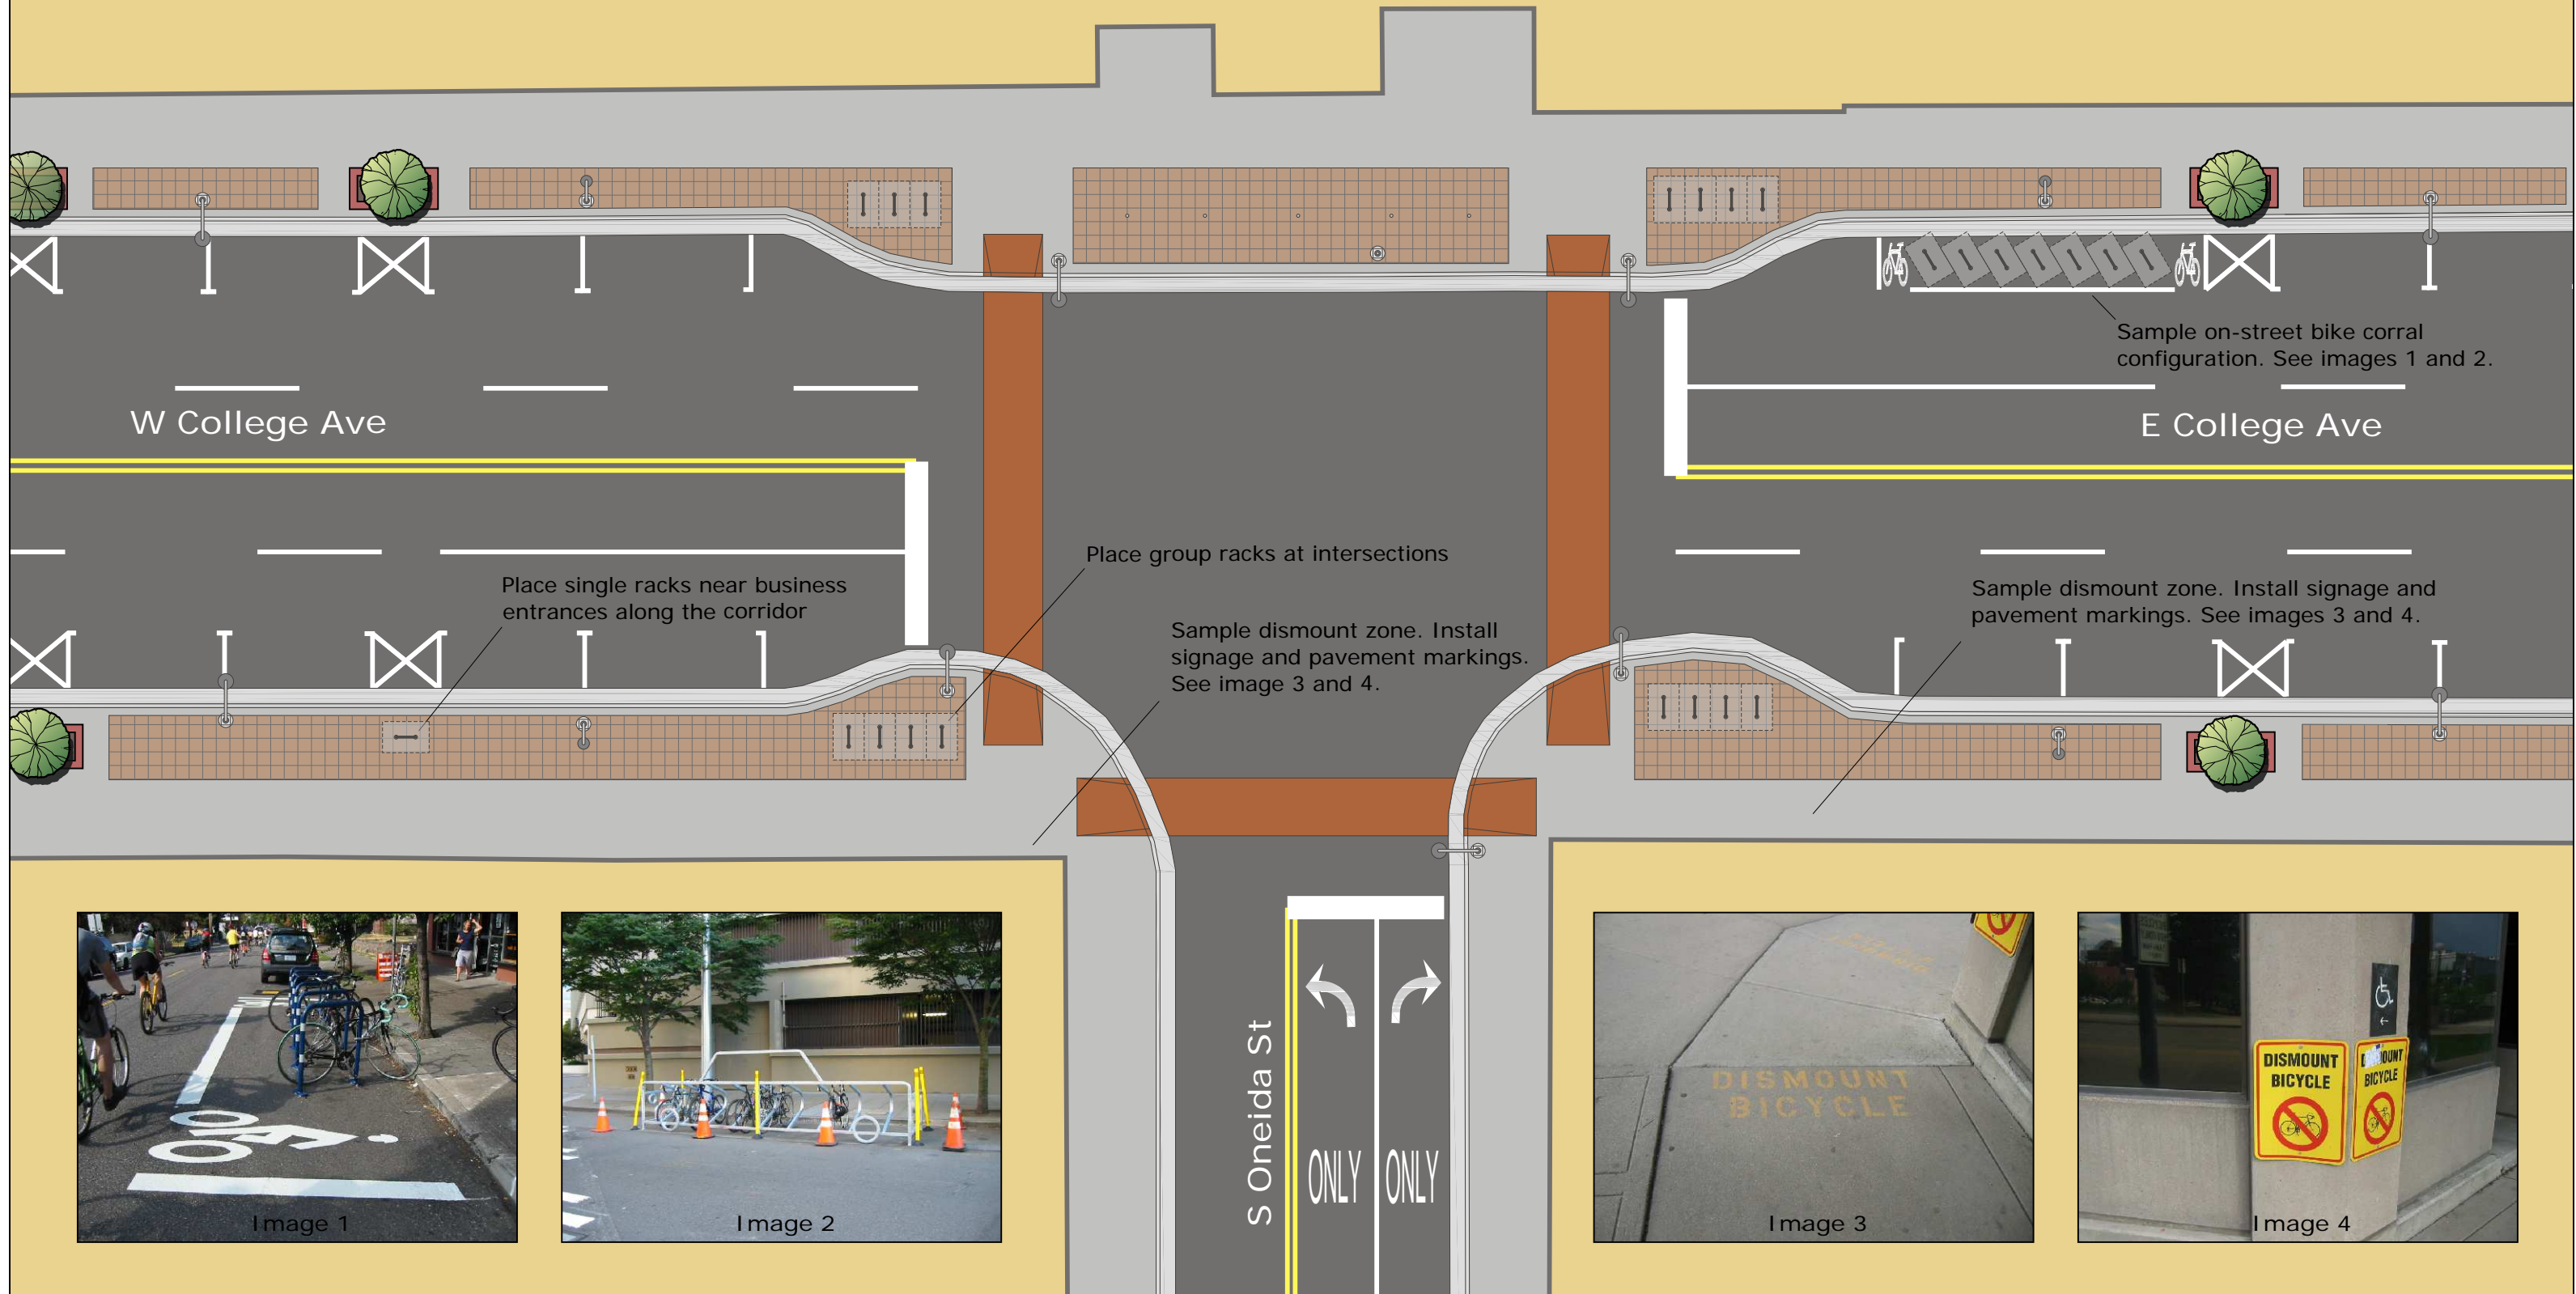 Sample on-street bike corral
configuration. See images 1 and 2.
W College Ave
E College Ave
Place group racks at intersections
Place single racks near business
entrances along the corridor
Sample dismount zone. Install
signage and pavement markings.
See image 3 and 4.
Sample dismount zone. Install signage and
pavement markings. See images 3 and 4.
S Oneida St
ONLY
ONLY
Image 1
Image 2
DISMOUNT
BICYCLE
Image 3
DISMOUNT
BICYCLE
BICYCLE
Image 4